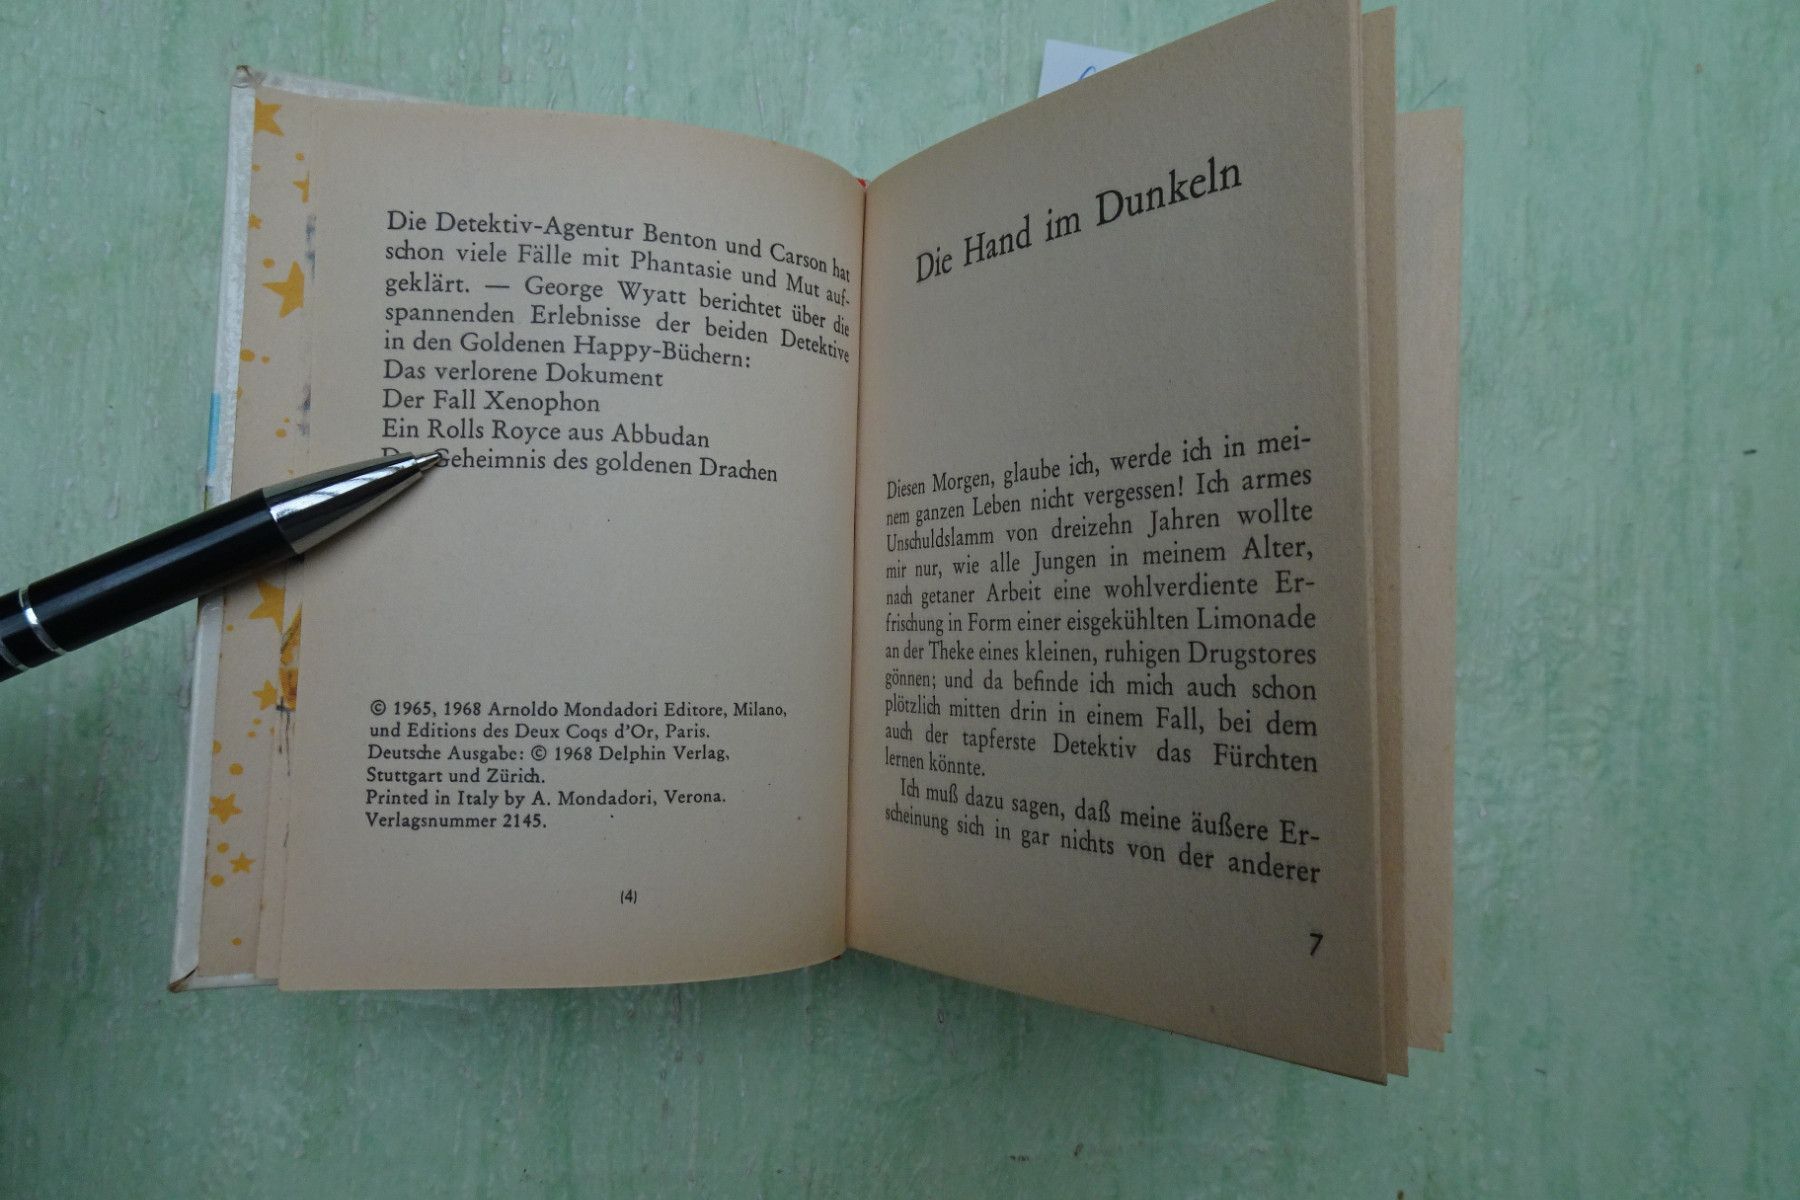 Die Detektiv-Agentur Benton und Carson hat
schon viele Fälle mit Phantasie und Mut auf-
geklärt. — George Wyatt berichtet über die
spannenden Erlebnisse der beiden Detektive
in den Goldenen Happy-Büchern:
Das verlorene Dokument
Der Fall Xenophon
Ein Rolls Royce aus Abbudan
Geheimnis des goldenen Drachen
© 1965, 1968 Arnoldo Mondadori Editore, Milano,
und Editions des Deux Coqs d'Or, Paris.
Deutsche Ausgabe: © 1968 Delphin Verlag,
Stuttgart und Zürich.
Printed in Italy by A. Mondadori, Verona.
Verlagsnummer 2145.
(4)
Die Hand im Dunkeln
Diesen Morgen, glaube ich, werde ich in mei-
nem ganzen Leben nicht vergessen! Ich armes
Unschuldslamm von dreizehn Jahren wollte
mir nur, wie alle Jungen in meinem Alter,
nach getaner Arbeit eine wohlverdiente Er-
frischung in Form einer eisgekühlten Limonade
an der Theke eines kleinen, ruhigen Drugstores
gönnen; und da befinde ich mich auch schon
plötzlich mitten drin in einem Fall, bei dem
auch der tapferste Detektiv das Fürchten
lernen könnte.
Ich muß dazu sagen, daß meine äußere Er-
scheinung sich in gar nichts von der anderer
7